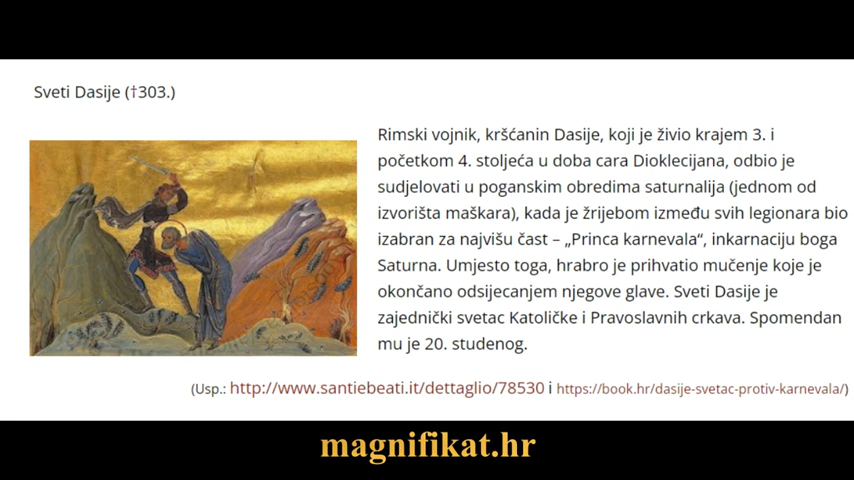 Sveti Dasije (†303.)
Rimski vojnik, kršćanin Dasije, koji je živio krajem 3. i
početkom 4. stoljeća u doba cara Dioklecijana, odbio je
sudjelovati u poganskim obredima saturnalija (jednom od
izvorišta maškara), kada je žrijebom između svih legionara bio
izabran za najvišu čast – „Princa karnevala“, inkarnaciju boga
Saturna. Umjesto toga, hrabro je prihvatio mučenje koje je
okončano odsijecanjem njegove glave. Sveti Dasije je
zajednički svetac Katoličke i Pravoslavnih crkava. Spomendan
mu je 20. studenog.
(Usp.: http://www.santiebeati.it/dettaglio/78530 i https://book.hr/dasije-svetac-protiv-karnevala/)
magnifikat.hr